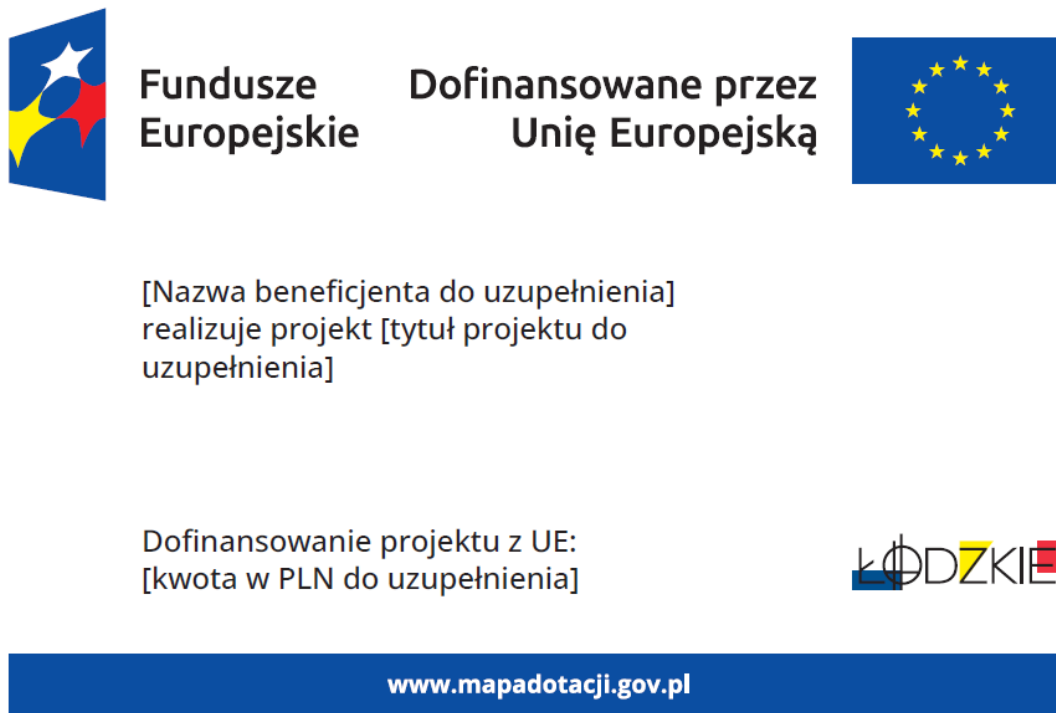 Fundusze
Europejskie
Dofinansowane przez
Unię Europejską
[Nazwa beneficjenta do uzupełnienia]
realizuje projekt [tytuł projektu do
uzupełnienia]
Dofinansowanie projektu z UE:
[kwota w PLN do uzupełnienia]
ŁÓDZKIE
www.mapadotacji.gov.pl